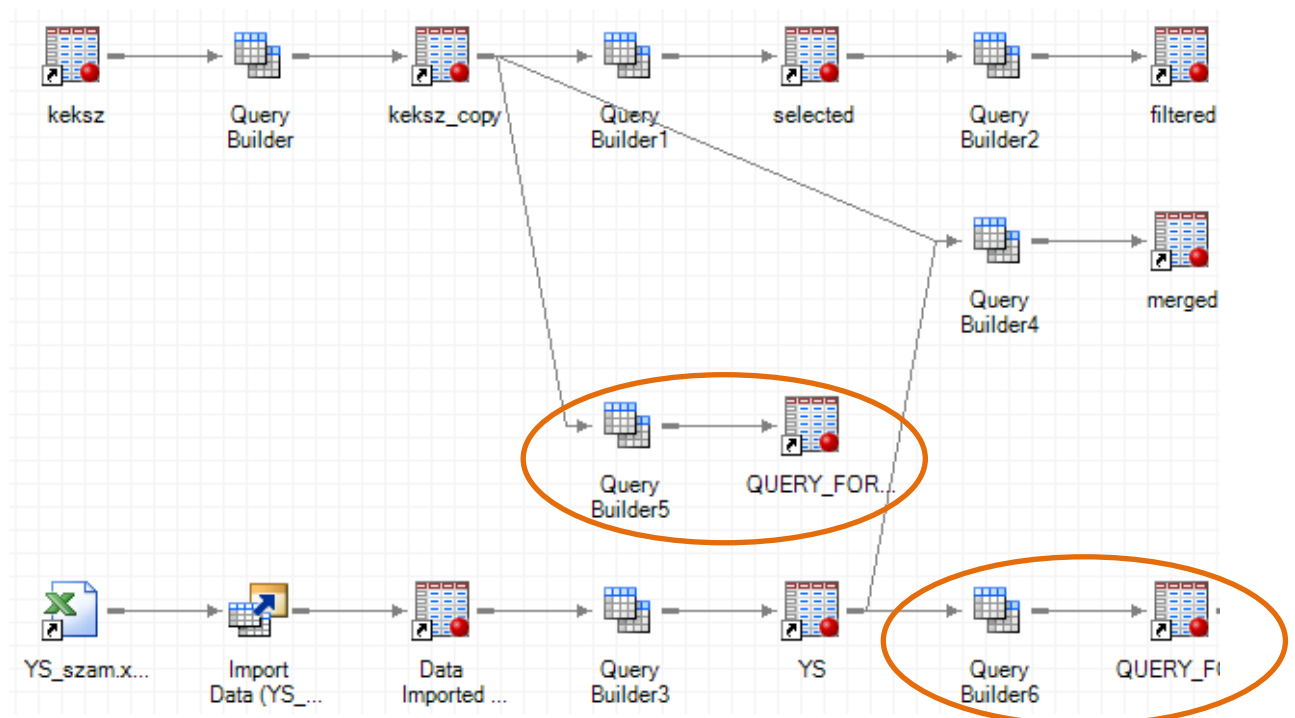 keksz
Query
Builder
keksz_copy
Query
Builder1
selected
Query
Builder2
filtered
Query
Builder4
merged
Query
Builder5
QUERY_FOR...
YS_szam.x...
Import
Data (YS_...
Data
Imported ...
Query
Builder3
YS
Query
Builder6
QUERY_FO